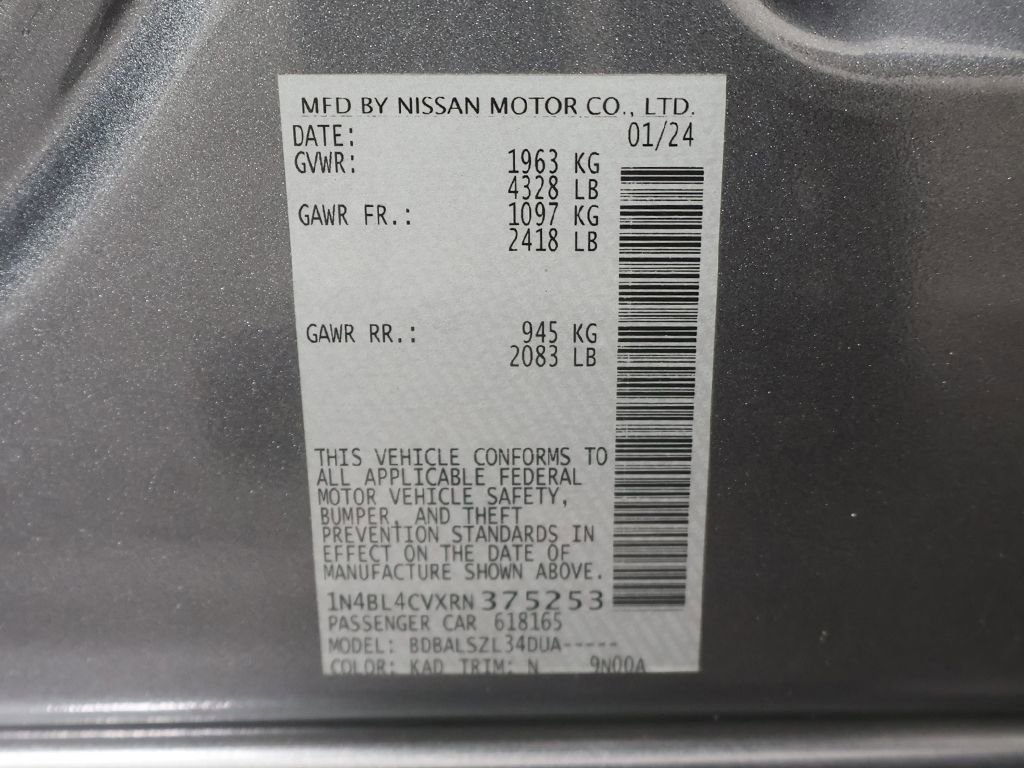 MFD BY NISSAN MOTOR CO., LTD.
DATE: 01/24
GVWR: 1963 KG
4328 LB
GAWR FR.: 1097 KG
2418 LB
GAWR RR.: 945 KG
2083 LB
THIS VEHICLE CONFORMS TO
ALL APPLICABLE FEDERAL
MOTOR VEHICLE SAFETY,
BUMPER, AND THEFT
PREVENTION STANDARDS IN
EFFECT ON THE DATE OF
MANUFACTURE SHOWN ABOVE.
1N4BL4CVXRN375253
PASSENGER CAR 618165
MODEL: BDBALSZL34DUA-----
COLOR: KAD TRIM: N 9N00A